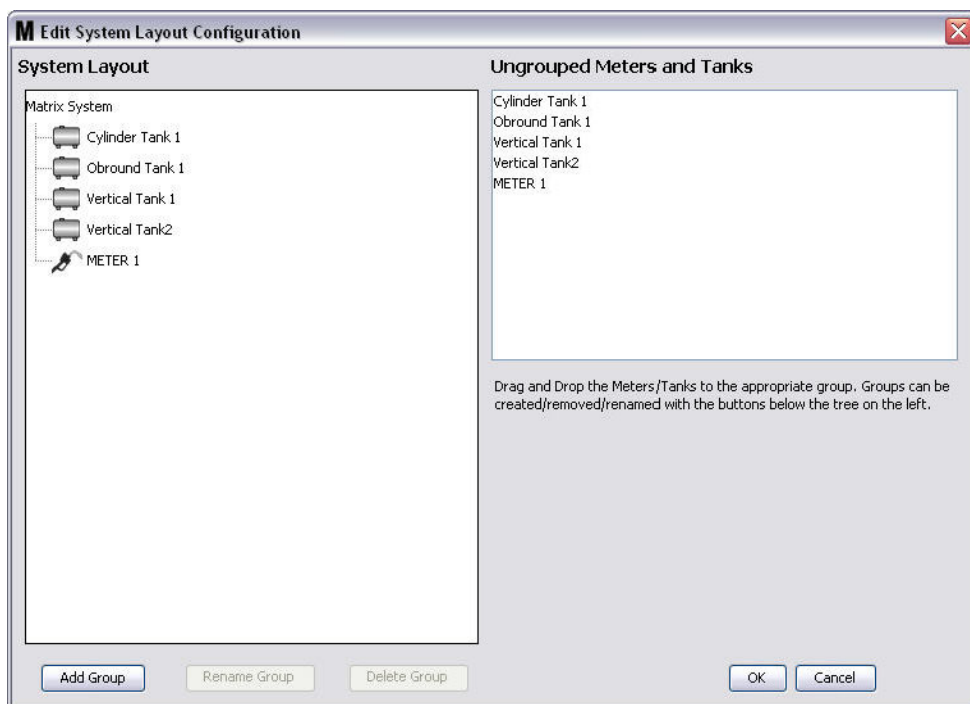 M Edit System Layout Configuration
System Layout
Matrix System
Cylinder Tank 1
Obround Tank 1
Vertical Tank 1
Vertical Tank2
METER 1
Ungrouped Meters and Tanks
Cylinder Tank 1
Obround Tank 1
Vertical Tank 1
Vertical Tank2
METER 1
Drag and Drop the Meters/Tanks to the appropriate group. Groups can be
created/removed/renamed with the buttons below the tree on the left.
Add Group
Rename Group
Delete Group
OK
Cancel